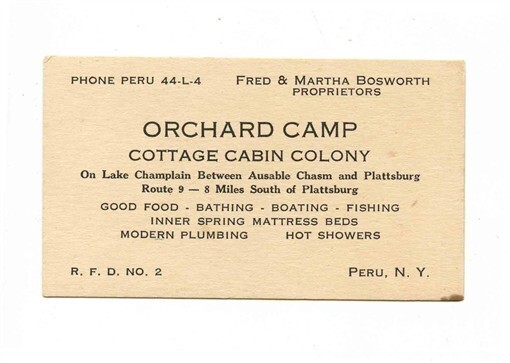 PHONE PERU 44-L-4 FRED & MARTHA BOSWORTH
PROPRIETORS
ORCHARD CAMP
COTTAGE CABIN COLONY
On Lake Champlain Between Ausable Chasm and Plattsburg
Route 9 — 8 Miles South of Plattsburg
GOOD FOOD - BATHING - BOATING - FISHING
INNER SPRING MATTRESS BEDS
MODERN PLUMBING HOT SHOWERS
R. F. D. NO. 2 PERU, N. Y.